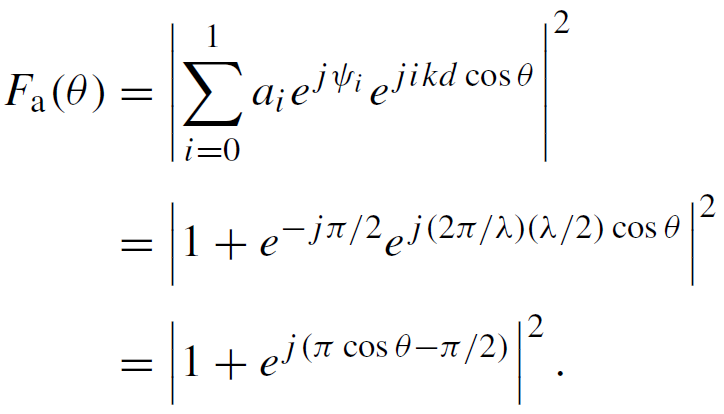 F_a(θ) = |∑_{i=0}^{1} a_i e^{jψ_i} e^{jikd cos θ}|^2
= |1 + e^{−jπ/2} e^{j(2π/λ)(λ/2) cos θ}|^2
= |1 + e^{j(π cos θ−π/2)}|^2 .